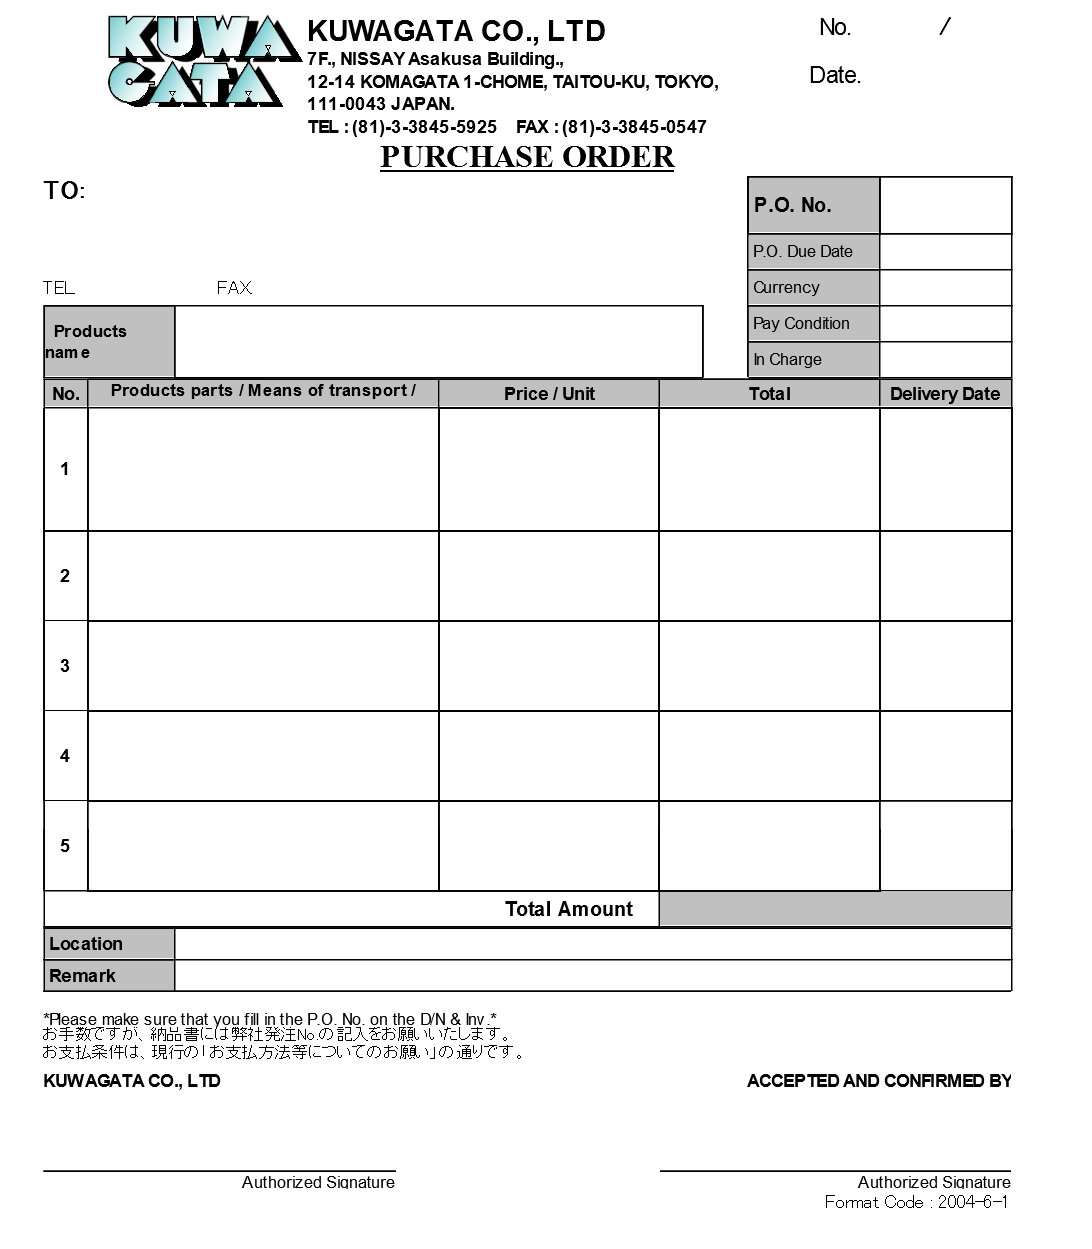 KUWA
GATA
KUWAGATA CO., LTD
7F., NISSAY Asakusa Building.,
12-14 KOMAGATA 1-CHOME, TAITOU-KU, TOKYO,
111-0043 JAPAN.
TEL : (81)-3-3845-5925 FAX : (81)-3-3845-0547
No. /
Date.
PURCHASE ORDER
TO:
TEL FAX
P.O. No.
P.O. Due Date
Currency
Pay Condition
In Charge
Products
name
No. Products parts / Means of transport / Price / Unit Total Delivery Date
1
2
3
4
5
Total Amount
Location
Remark
*Please make sure that you fill in the P.O. No. on the D/N & Inv.*
お手数ですが、納品書には弊社発注No.の記入をお願いいたします。
お支払条件は、現行の「お支払方法等についてのお願い」の通りです。
KUWAGATA CO., LTD ACCEPTED AND CONFIRMED BY
Authorized Signature Authorized Signature
Format Code : 2004-6-1